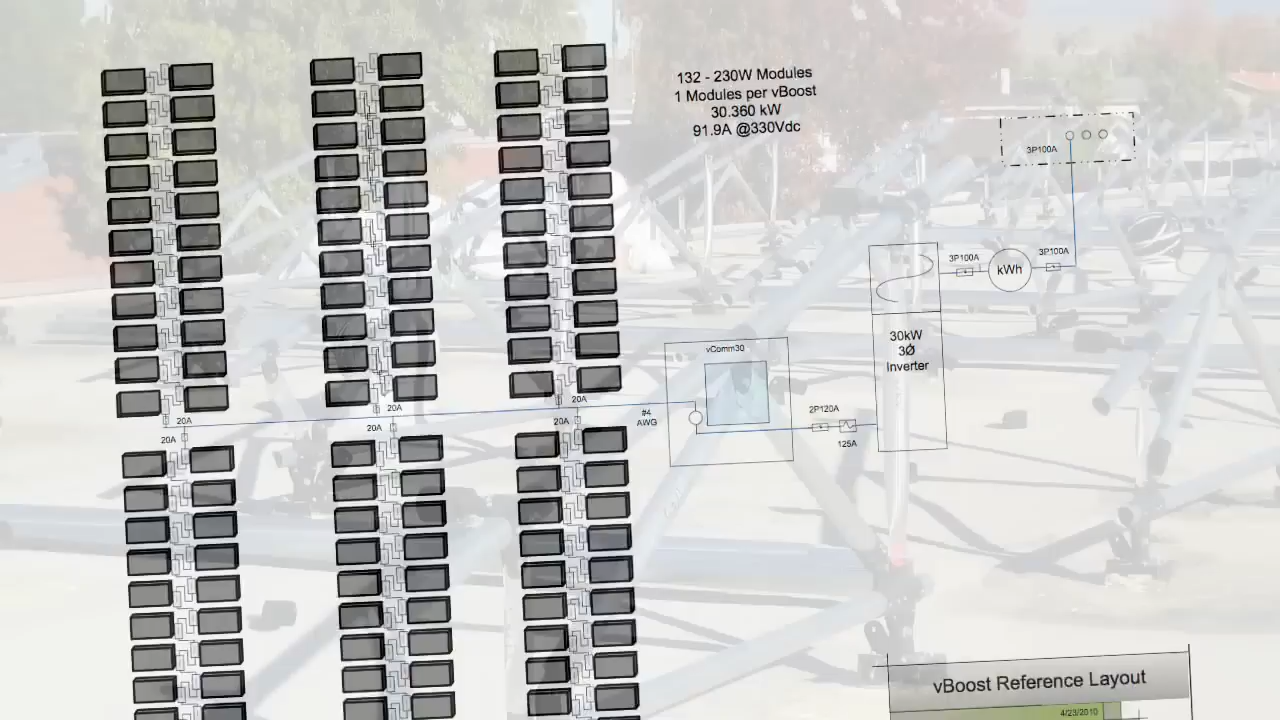 132 - 230W Modules
1 Modules per vBoost
30.360 kW
91.9A @330Vdc
3P100A
3P100A
kWh
3P100A
30kW
3Ø
Inverter
vComm30
2P120A
125A
#4
AWG
20A
20A
20A
20A
20A
20A
vBoost Reference Layout
4/23/2010